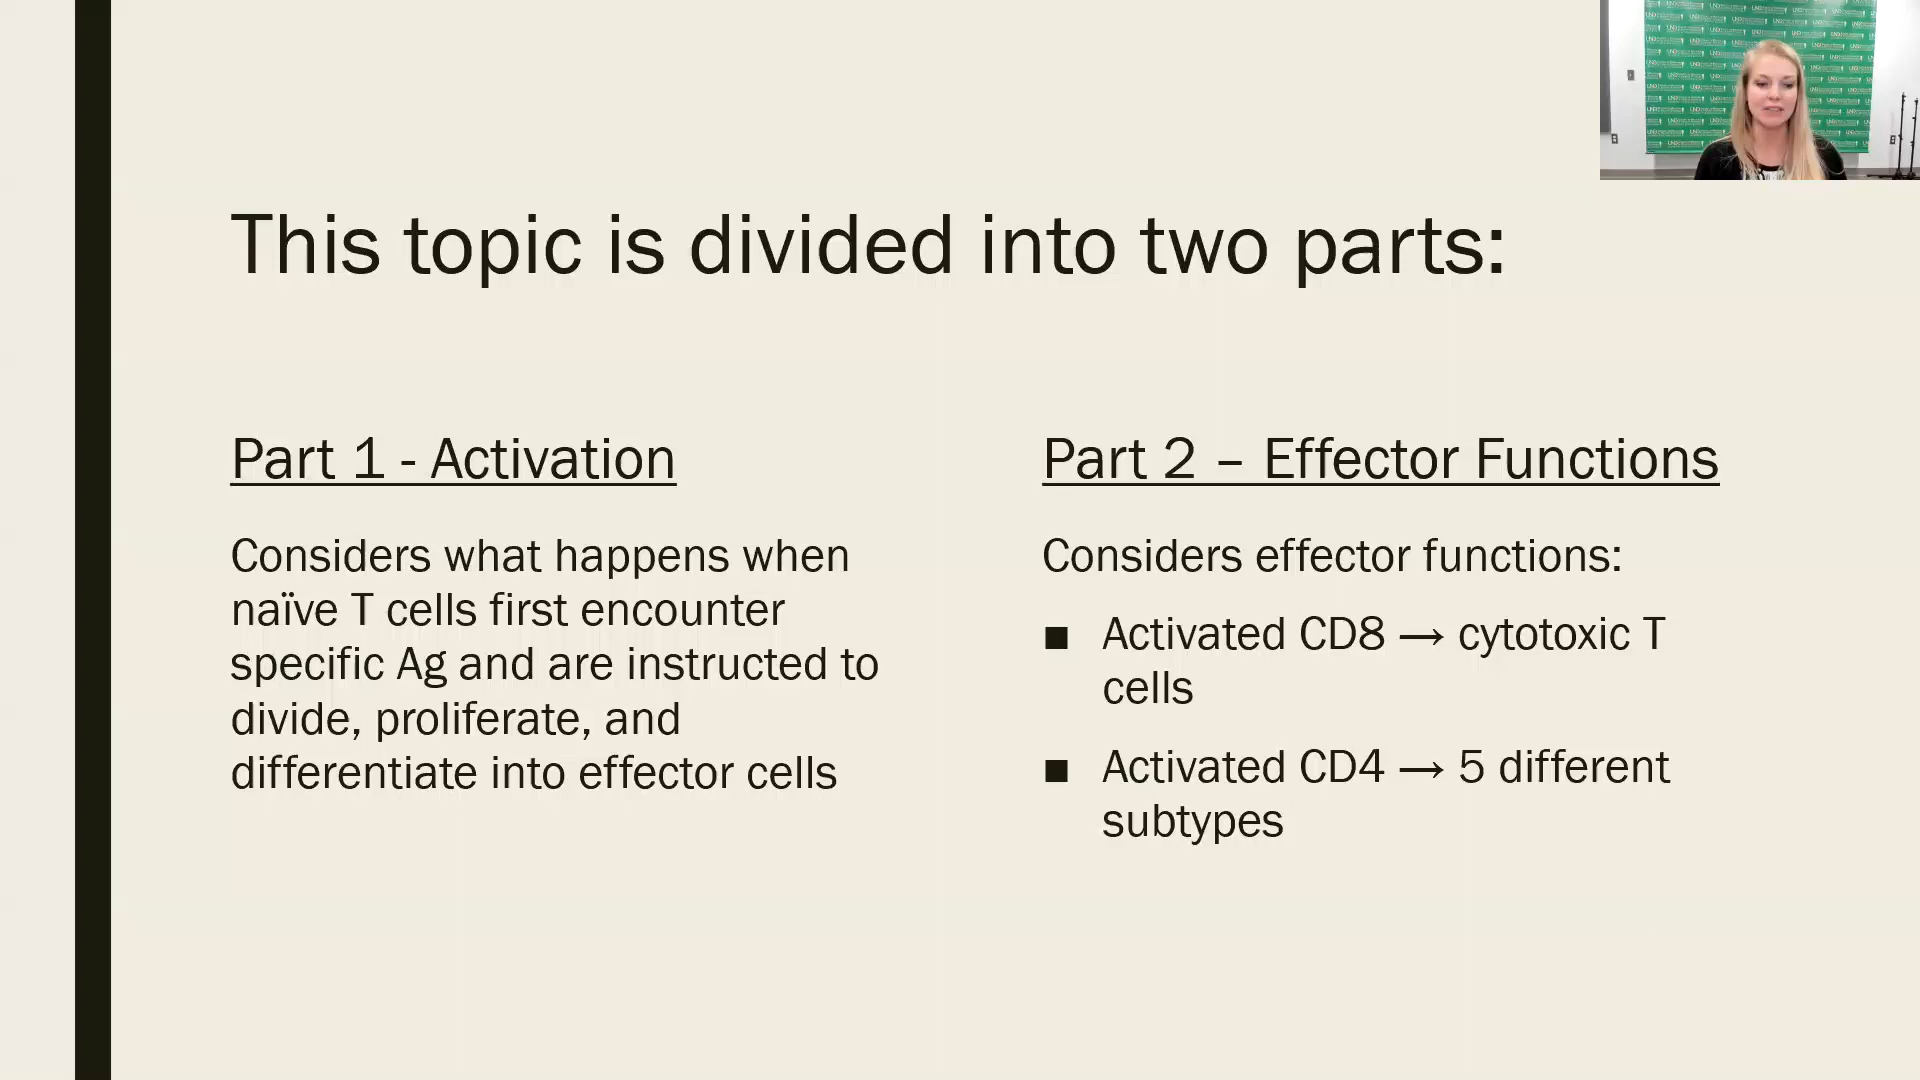 This topic is divided into two parts:
Part 1 - Activation
Considers what happens when
naïve T cells first encounter
specific Ag and are instructed to
divide, proliferate, and
differentiate into effector cells
Part 2 – Effector Functions
Considers effector functions:
■ Activated CD8 → cytotoxic T
cells
■ Activated CD4 → 5 different
subtypes